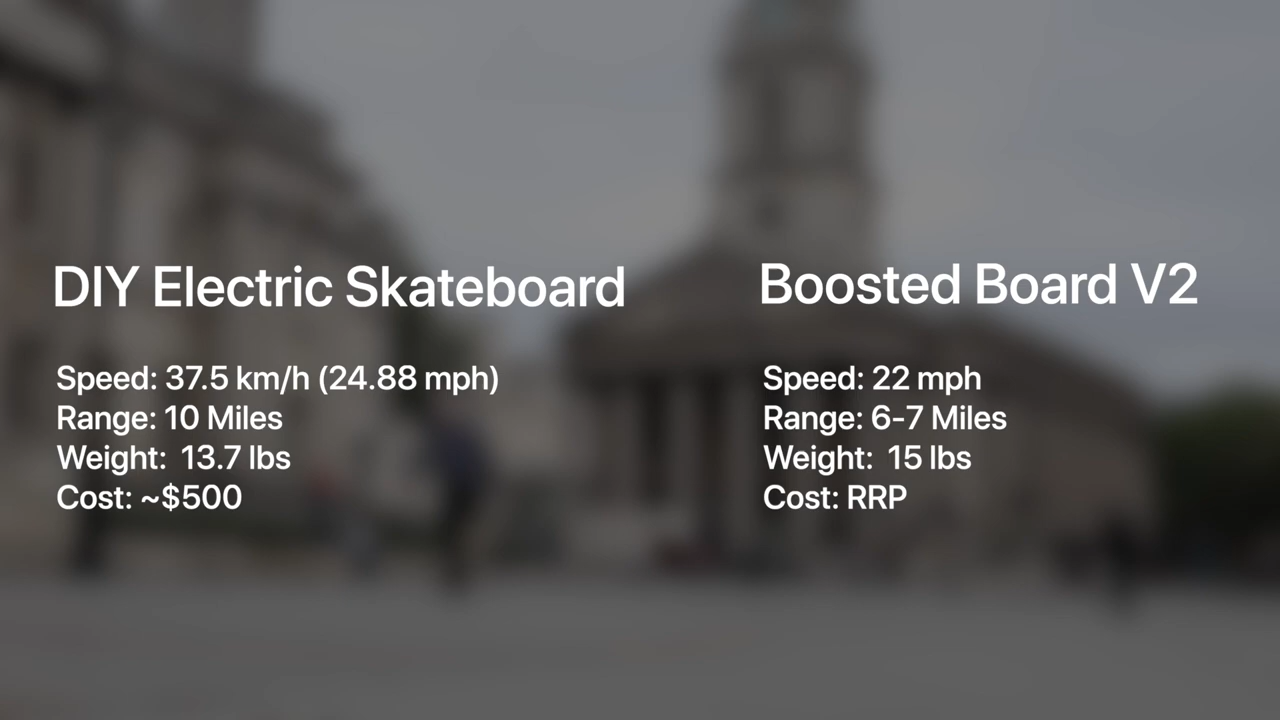 DIY Electric Skateboard
Speed: 37.5 km/h (24.88 mph)
Range: 10 Miles
Weight:  13.7 lbs
Cost: ~$500
Boosted Board V2
Speed: 22 mph
Range: 6-7 Miles
Weight:  15 lbs
Cost: RRP